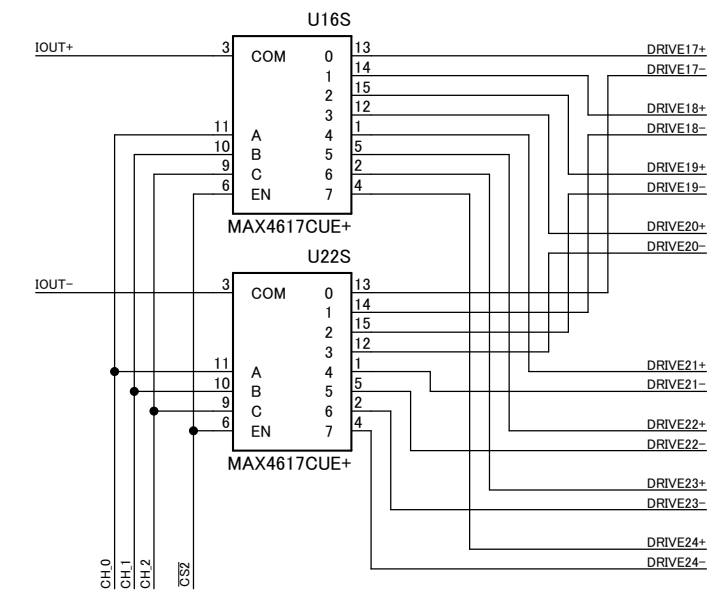 U16S
IOUT+ 3 COM 0 13 DRIVE17+
1 14 DRIVE17-
2 15
3 12 DRIVE18+
11 A 4 1 DRIVE18-
10 B 5 5
9 C 6 2 DRIVE19+
6 EN 7 4 DRIVE19-
MAX4617CUE+ DRIVE20+
U22S DRIVE20-
IOUT- 3 COM 0 13
1 14
2 15
3 12
11 A 4 1 DRIVE21+
10 B 5 5 DRIVE21-
9 C 6 2
6 EN 7 4 DRIVE22+
DRIVE22-
MAX4617CUE+
DRIVE23+
DRIVE23-
DRIVE24+
DRIVE24-
CH_0
CH_1
CH_2
C̅S̅2̅